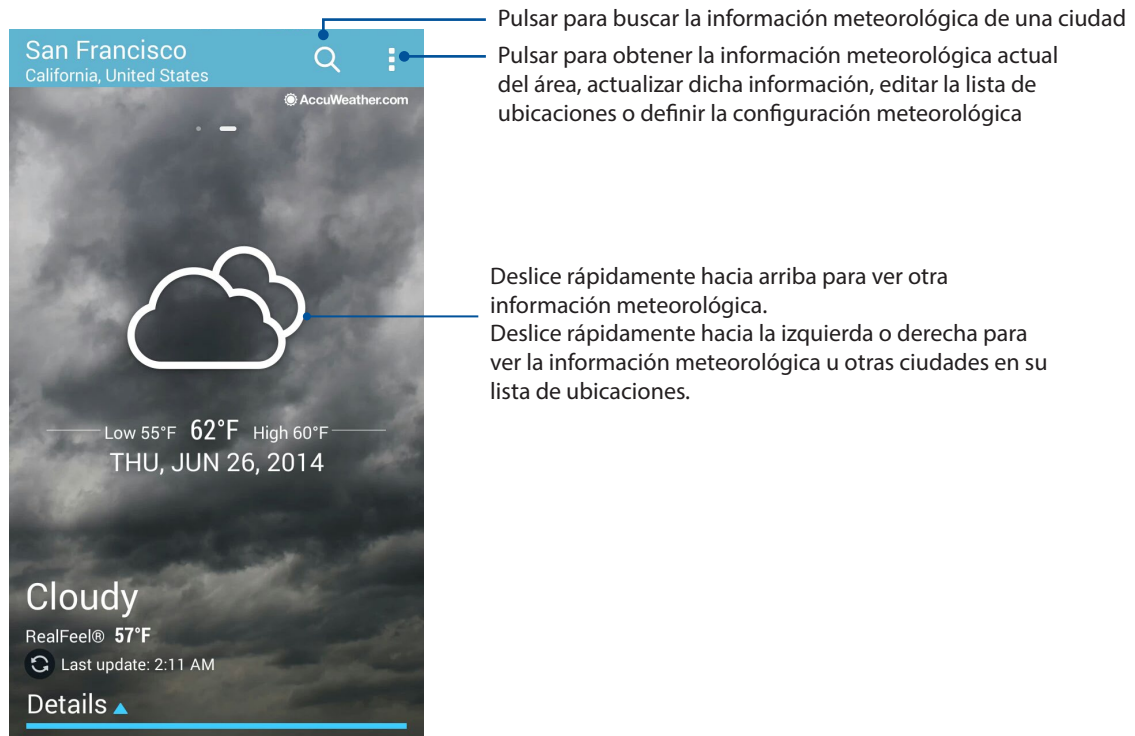 Pulsar para buscar la información meteorológica de una ciudad
San Francisco
California, United States
Pulsar para obtener la información meteorológica actual
del área, actualizar dicha información, editar la lista de
ubicaciones o definir la configuración meteorológica
AccuWeather.com
Deslice rápidamente hacia arriba para ver otra
información meteorológica.
Deslice rápidamente hacia la izquierda o derecha para
ver la información meteorológica u otras ciudades en su
lista de ubicaciones.
Low 55°F 62°F High 60°F
THU, JUN 26, 2014
Cloudy
RealFeel® 57°F
Last update: 2:11 AM
Details